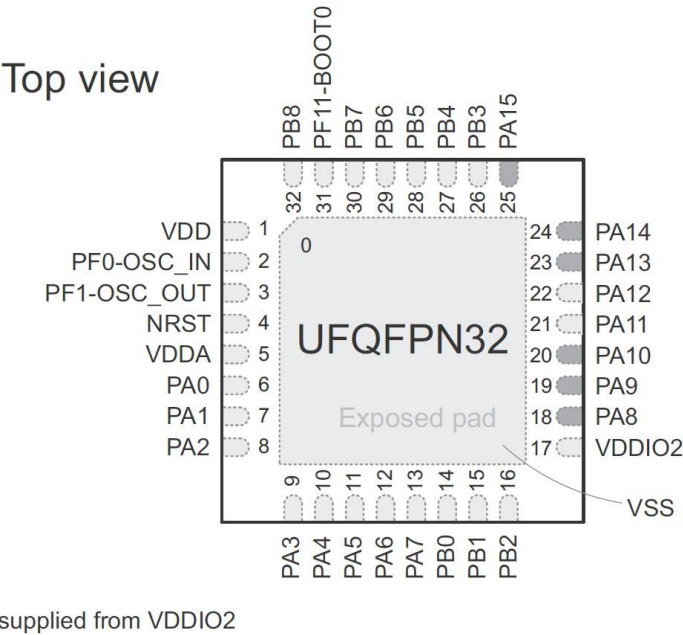 Top view
PB8
PF11-BOOT0
PB7
PB6
PB5
PB4
PB3
PA15
32
31
30
29
28
27
26
25
VDD 1
PF0-OSC_IN 2
PF1-OSC_OUT 3
NRST 4
VDDA 5
PA0 6
PA1 7
PA2 8
0
UFQFPN32
Exposed pad
24 PA14
23 PA13
22 PA12
21 PA11
20 PA10
19 PA9
18 PA8
17 VDDIO2
VSS
9
10
11
12
13
14
15
16
PA3
PA4
PA5
PA6
PA7
PB0
PB1
PB2
supplied from VDDIO2